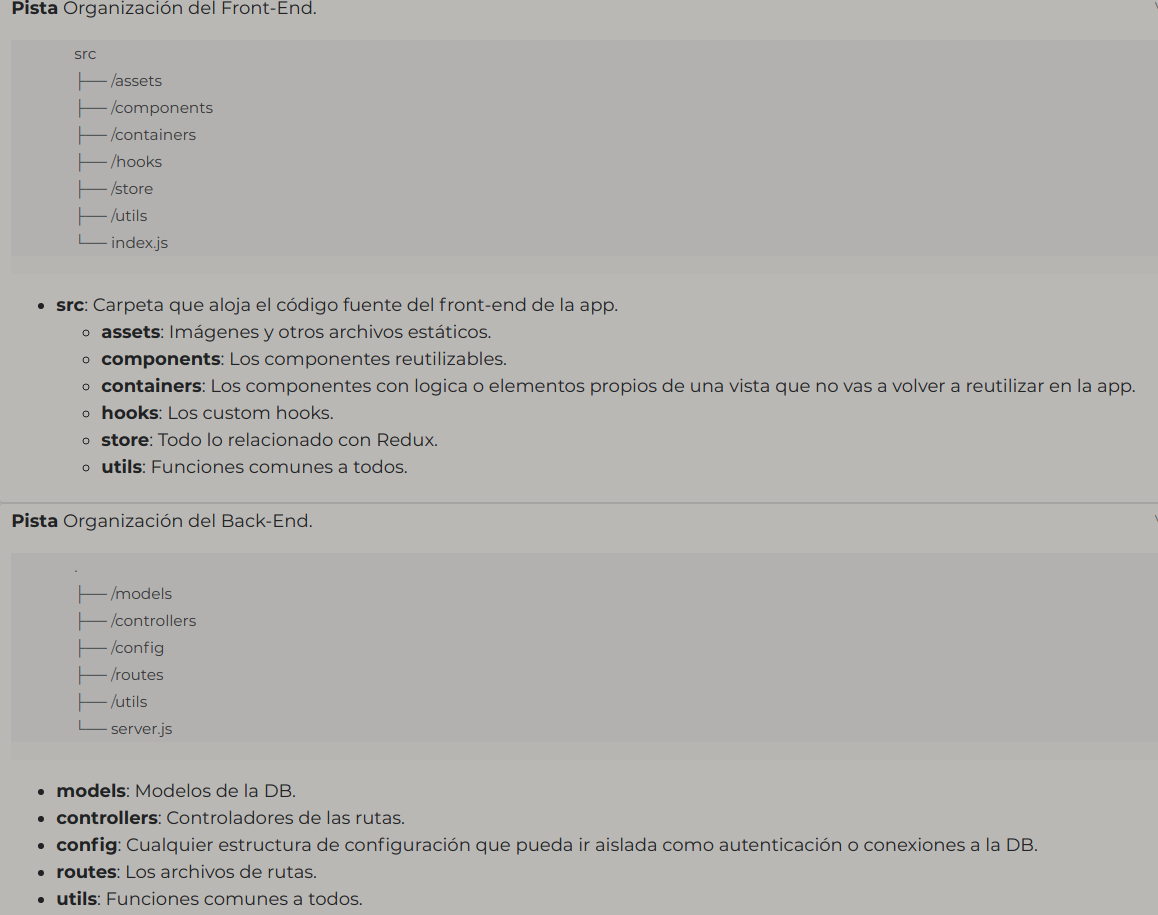 Pista Organización del Front-End.
src
├── /assets
├── /components
├── /containers
├── /hooks
├── /store
├── /utils
└── index.js
src: Carpeta que aloja el código fuente del front-end de la app.
assets: Imágenes y otros archivos estáticos.
components: Los componentes reutilizables.
containers: Los componentes con logica o elementos propios de una vista que no vas a volver a reutilizar en la app.
hooks: Los custom hooks.
store: Todo lo relacionado con Redux.
utils: Funciones comunes a todos.
Pista Organización del Back-End.
.
├── /models
├── /controllers
├── /config
├── /routes
├── /utils
└── server.js
models: Modelos de la DB.
controllers: Controladores de las rutas.
config: Cualquier estructura de configuración que pueda ir aislada como autenticación o conexiones a la DB.
routes: Los archivos de rutas.
utils: Funciones comunes a todos.